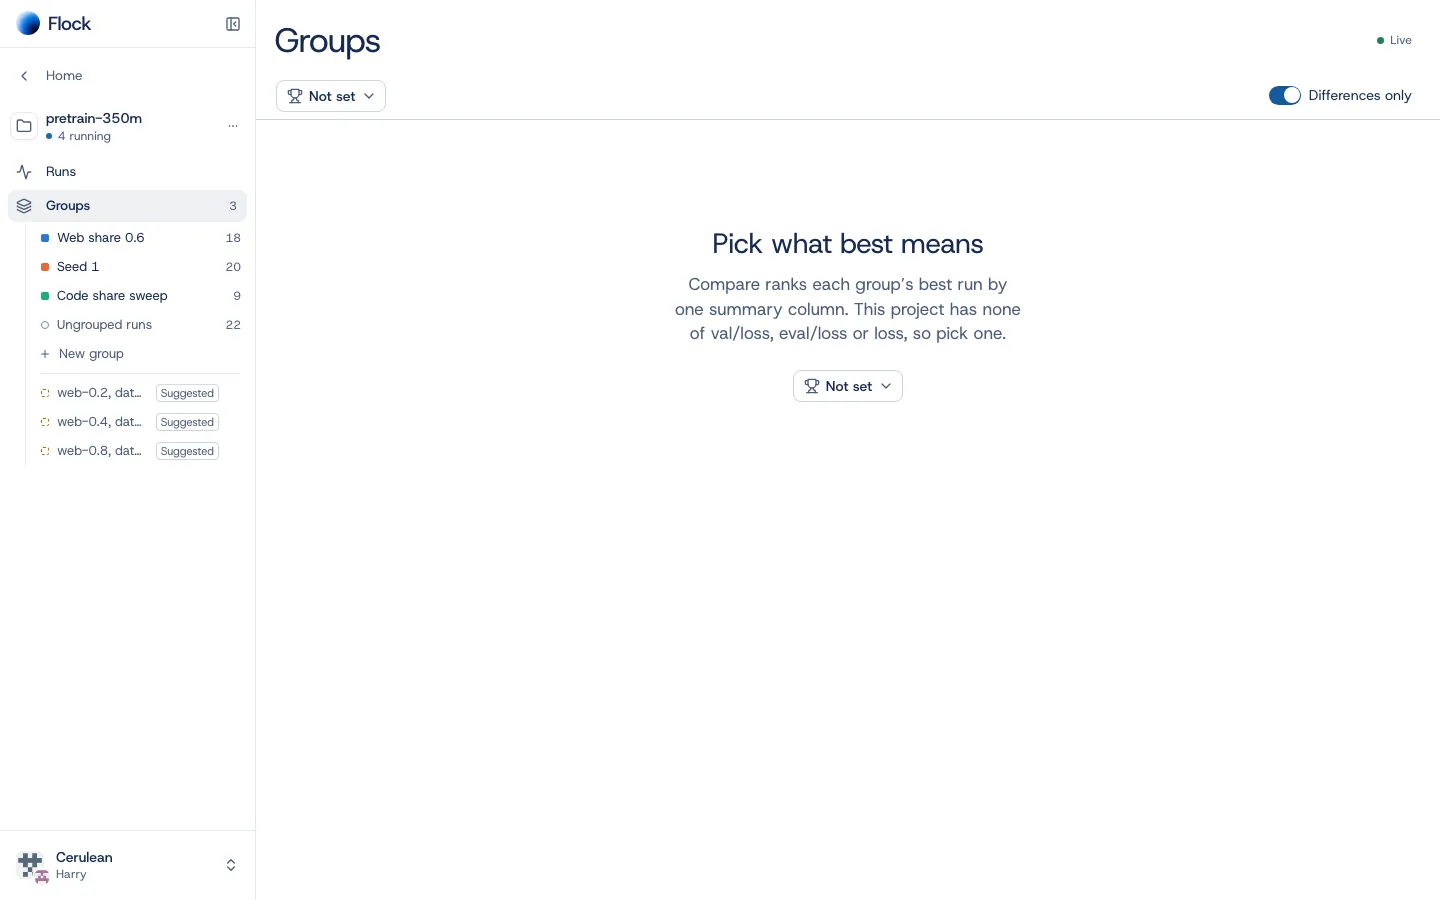 Flock
Home
pretrain-350m
4 running
...
Runs
Groups 3
Web share 0.6 18
Seed 1 20
Code share sweep 9
Ungrouped runs 22
+ New group
web-0.2, dat… Suggested
web-0.4, dat… Suggested
web-0.8, dat… Suggested
Cerulean
Harry
Groups
Live
Not set
Differences only
Pick what best means
Compare ranks each group’s best run by
one summary column. This project has none
of val/loss, eval/loss or loss, so pick one.
Not set